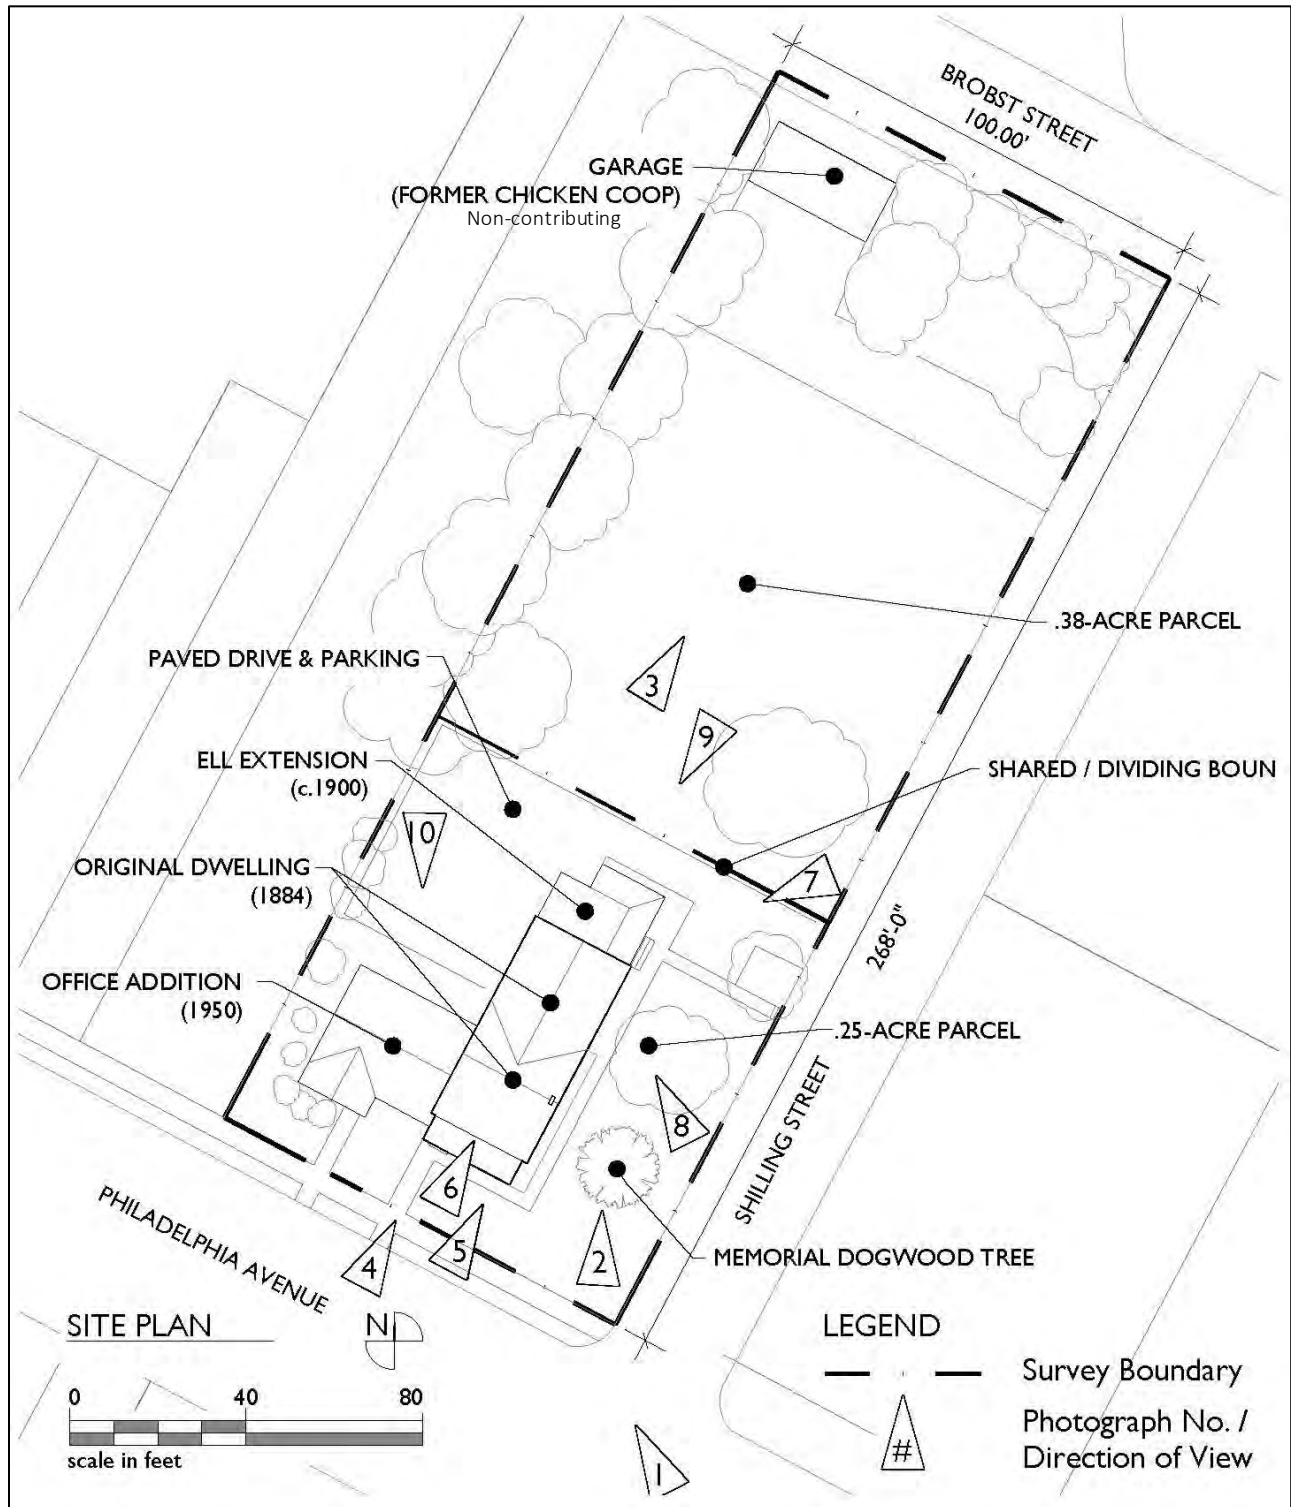 BROBST STREET
100.00'
GARAGE
(FORMER CHICKEN COOP)
Non-contributing
.38-ACRE PARCEL
PAVED DRIVE & PARKING
3
9
ELL EXTENSION
(c.1900)
SHARED / DIVIDING BOUN
10
ORIGINAL DWELLING
(1884)
7
268'-0"
OFFICE ADDITION
(1950)
.25-ACRE PARCEL
8
SHILLING STREET
6
5
4
2
PHILADELPHIA AVENUE
MEMORIAL DOGWOOD TREE
SITE PLAN
N
0 40 80
scale in feet
1
LEGEND
Survey Boundary
#
Photograph No. /
Direction of View